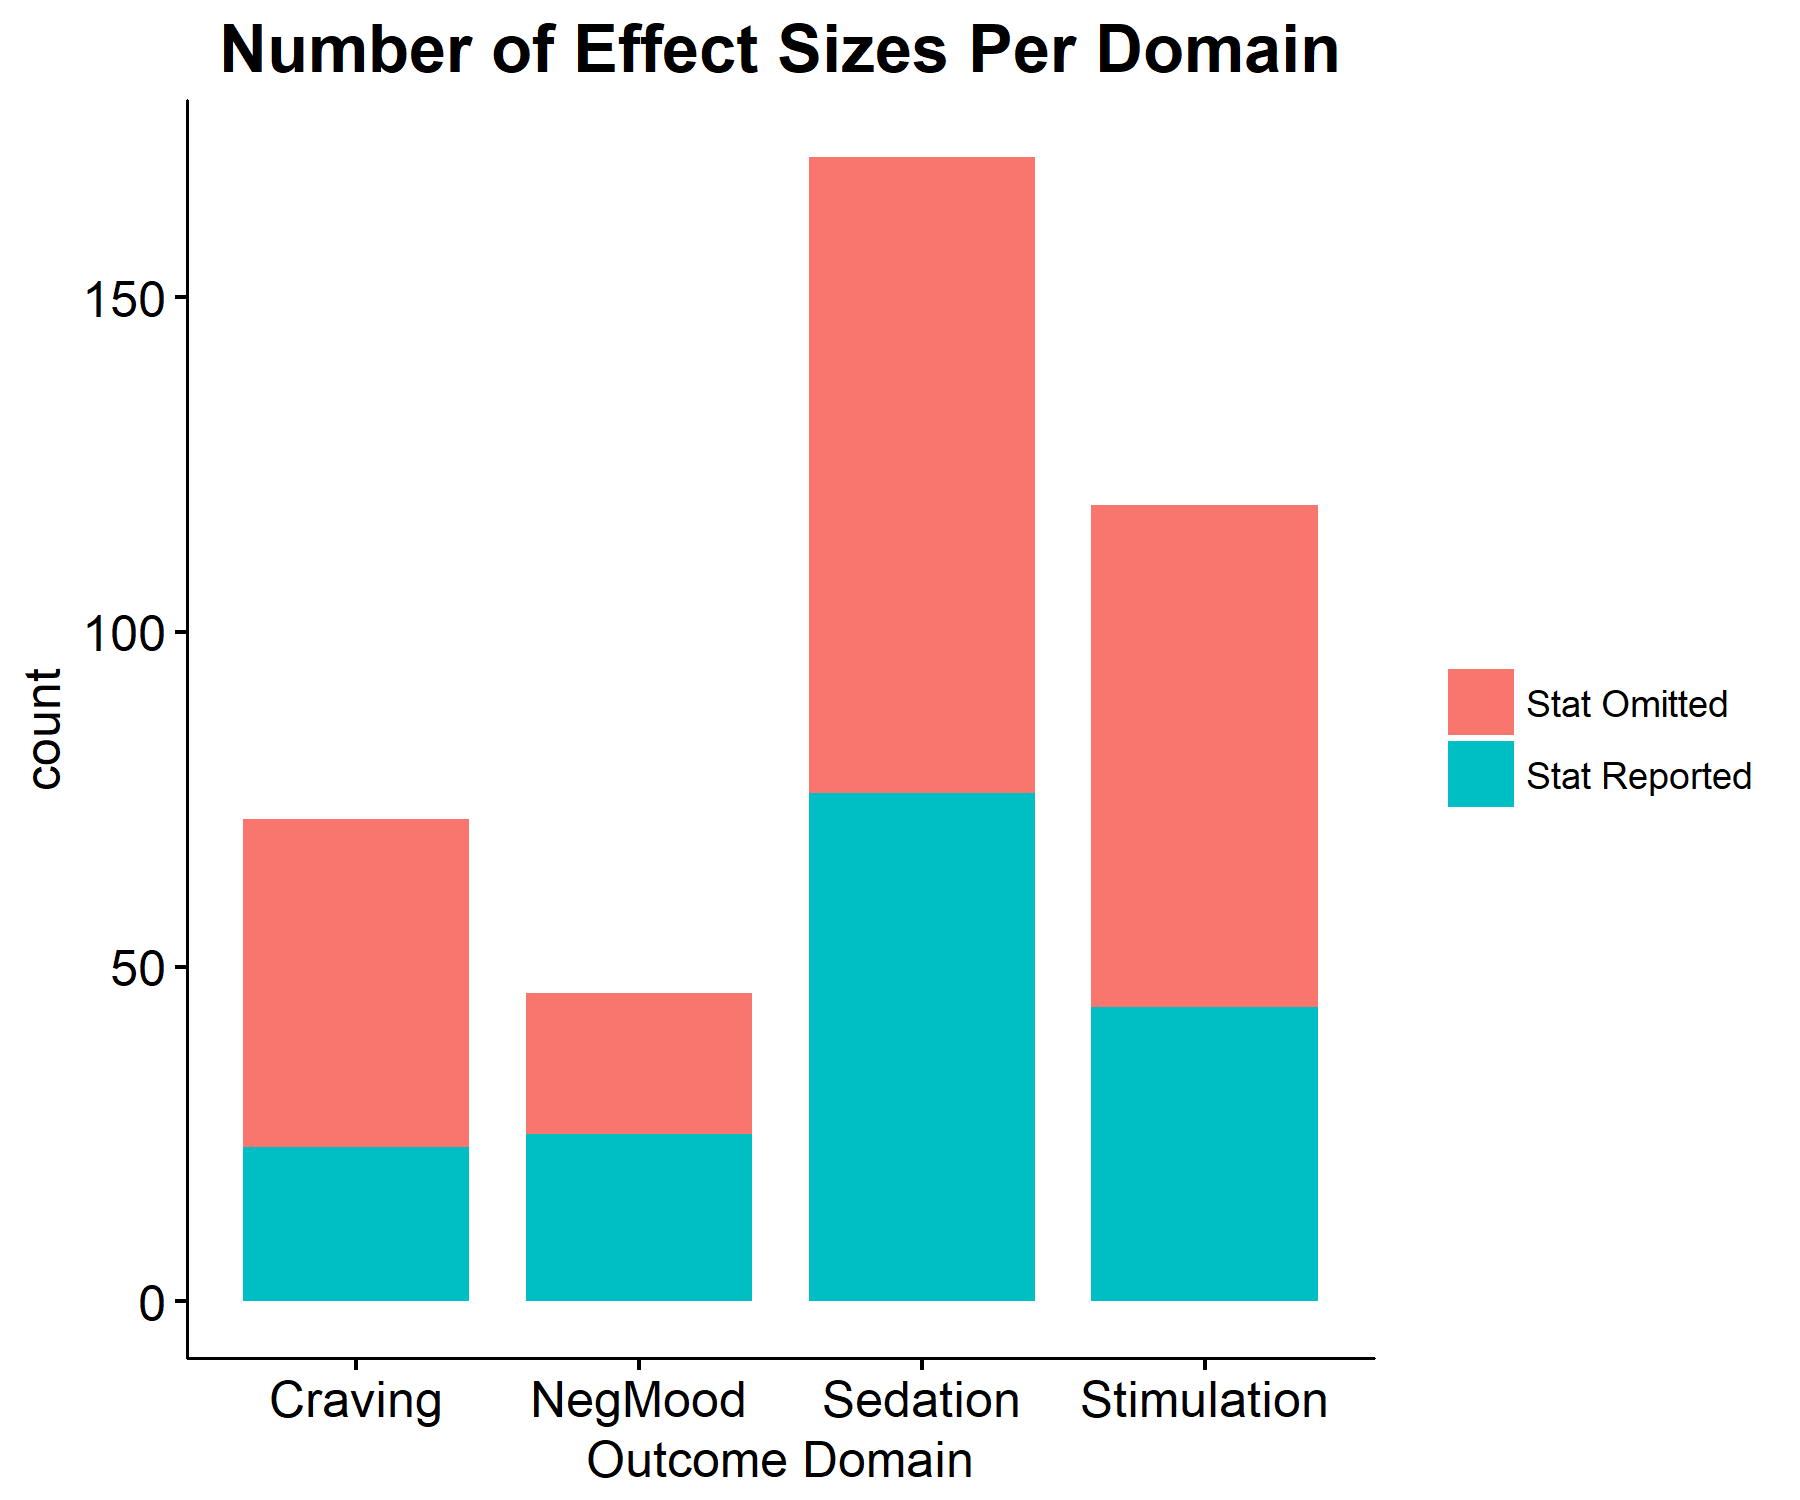 Number of Effect Sizes Per Domain
150
100
50
0
count
Craving
NegMood
Sedation
Stimulation
Outcome Domain
Stat Omitted
Stat Reported